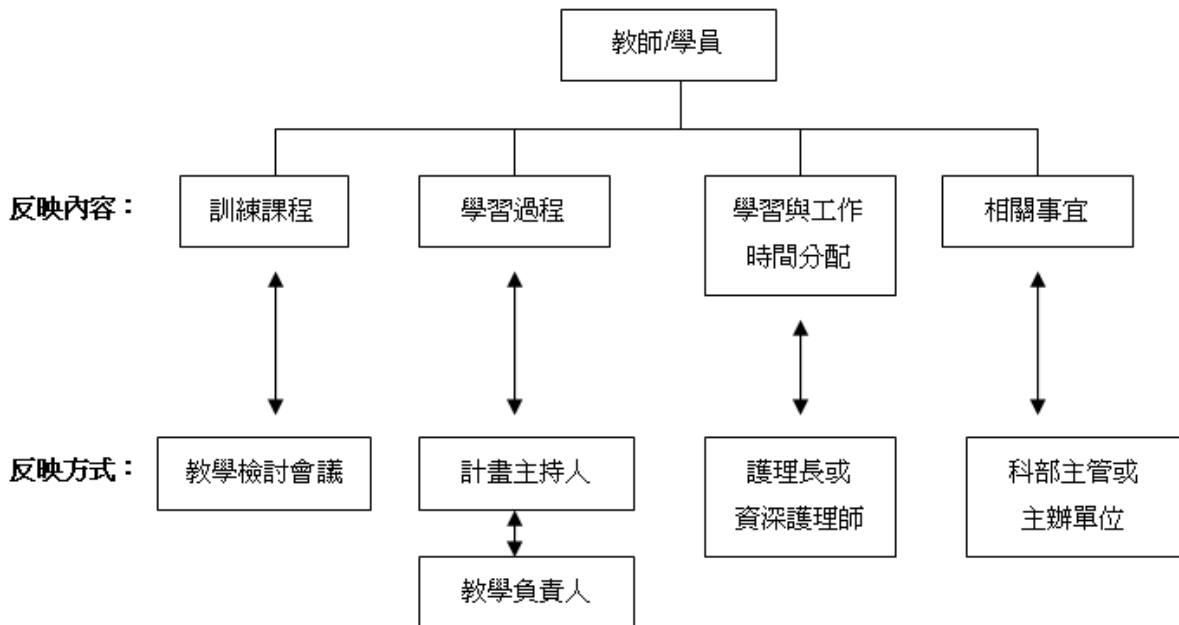 教師/學員
反映內容：
訓練課程
學習過程
學習與工作
時間分配
相關事宜
反映方式：
教學檢討會議
計畫主持人
護理長或
資深護理師
科部主管或
主辦單位
教學負責人